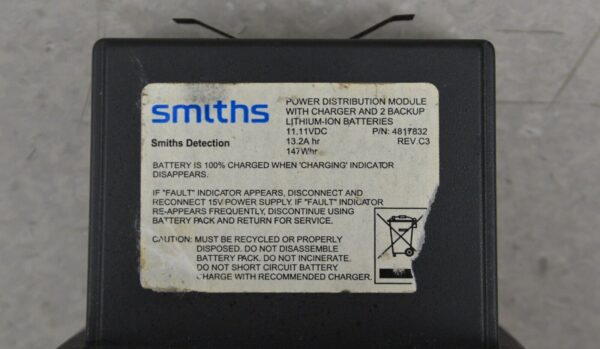 smiths
Smiths Detection
POWER DISTRIBUTION MODULE
WITH CHARGER AND 2 BACKUP
LITHIUM-ION BATTERIES
11.11VDC P/N: 4817832
13.2A hr REV.C3
147Whr
BATTERY IS 100% CHARGED WHEN 'CHARGING' INDICATOR
DISAPPEARS.
IF "FAULT" INDICATOR APPEARS, DISCONNECT AND
RECONNECT 15V POWER SUPPLY. IF "FAULT" INDICATOR
RE-APPEARS FREQUENTLY, DISCONTINUE USING
BATTERY PACK AND RETURN FOR SERVICE.
CAUTION: MUST BE RECYCLED OR PROPERLY
DISPOSED. DO NOT DISASSEMBLE
BATTERY PACK. DO NOT INCINERATE.
DO NOT SHORT CIRCUIT BATTERY.
CHARGE WITH RECOMMENDED CHARGER.